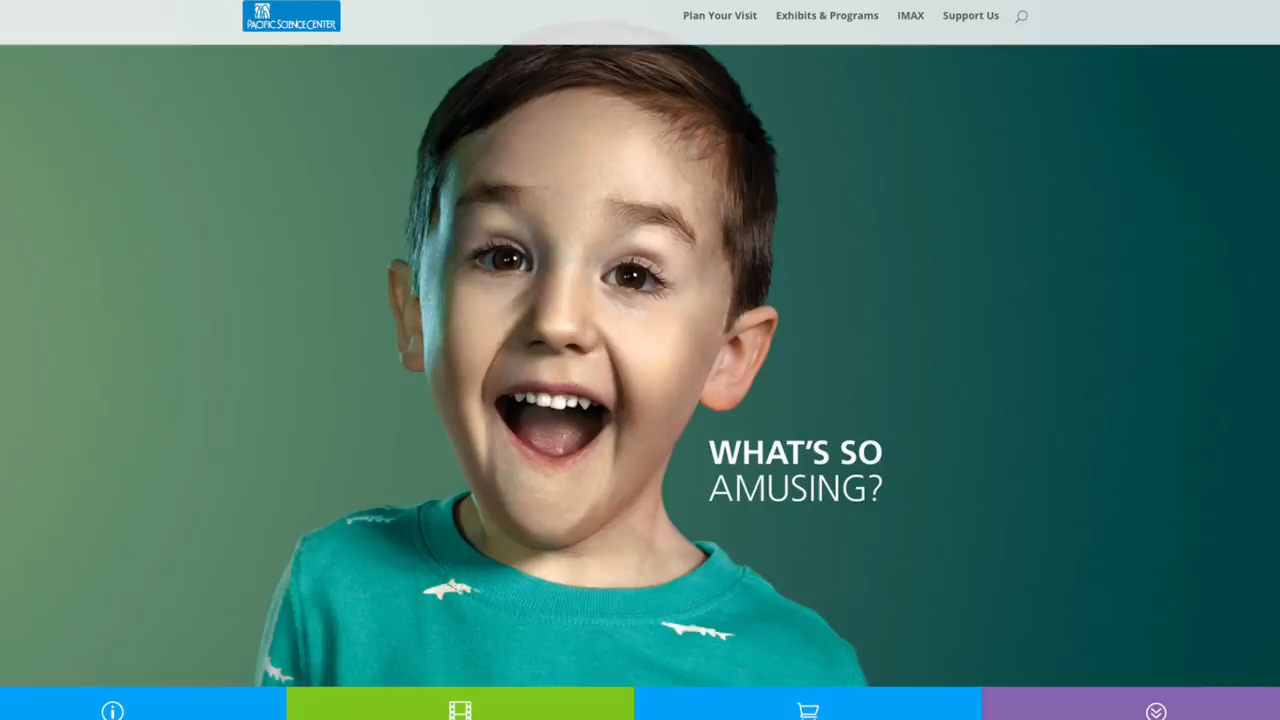 PACIFIC SCIENCE CENTER
Plan Your Visit
Exhibits & Programs
IMAX
Support Us
WHAT'S SO
AMUSING?